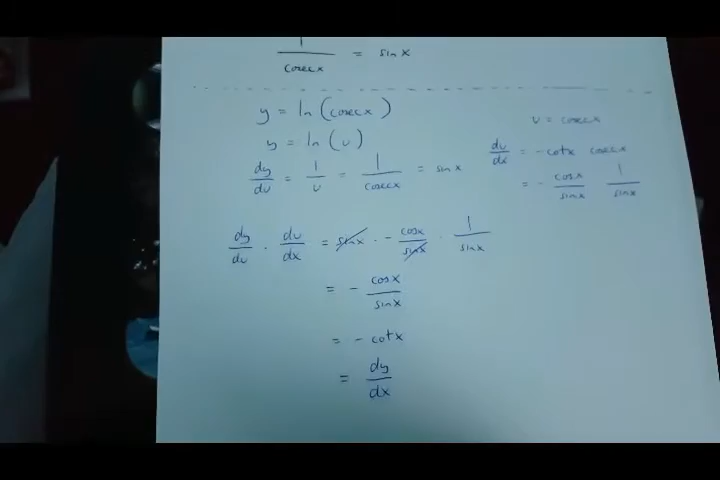 1/cosecx = sinx
y = ln(cosecx)
u = cosecx
y = ln(u)
dy/du = 1/u = 1/cosecx = sinx
du/dx = -cotx cosecx
= - cosx/sinx 1/sinx
dy/du · du/dx = sinx · - cosx/sinx · 1/sinx
= - cosx/sinx
= - cotx
= dy/dx